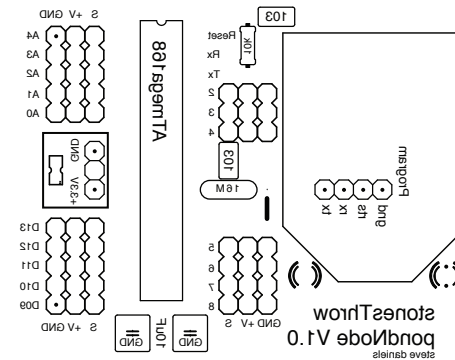 GND +V S
A4
A3
A2
A1
A0
ATmega168
103
Reset
Rx
Tx
10K
2
3
4
GND
+3.3V
103
16M
Program
tx
rx
rts
gnd
D13
D12
D11
D10
D09
GND +V S
5
6
7
8
S +V GND
GND
10uF
GND
stonesThrow
pondNode V1.0
steve daniels